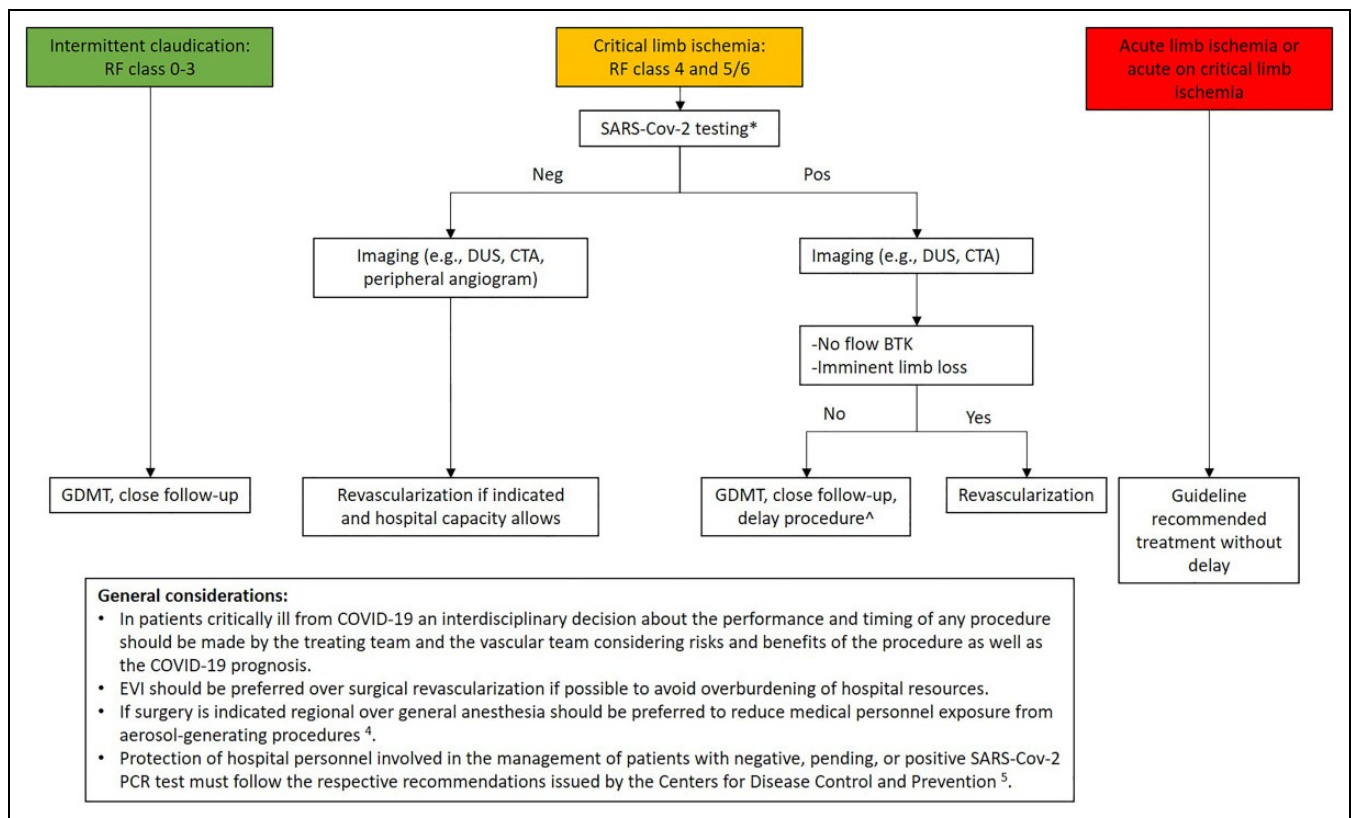 Intermittent claudication:
RF class 0-3
Critical limb ischemia:
RF class 4 and 5/6
Acute limb ischemia or
acute on critical limb
ischemia
SARS-Cov-2 testing*
Neg
Pos
Imaging (e.g., DUS, CTA,
peripheral angiogram)
Imaging (e.g., DUS, CTA)
-No flow BTK
-Imminent limb loss
No
Yes
GDMT, close follow-up
Revascularization if indicated
and hospital capacity allows
GDMT, close follow-up,
delay procedure^
Revascularization
Guideline
recommended
treatment without
delay
General considerations:
• In patients critically ill from COVID-19 an interdisciplinary decision about the performance and timing of any procedure
should be made by the treating team and the vascular team considering risks and benefits of the procedure as well as
the COVID-19 prognosis.
• EVI should be preferred over surgical revascularization if possible to avoid overburdening of hospital resources.
• If surgery is indicated regional over general anesthesia should be preferred to reduce medical personnel exposure from
aerosol-generating procedures ⁴.
• Protection of hospital personnel involved in the management of patients with negative, pending, or positive SARS-Cov-2
PCR test must follow the respective recommendations issued by the Centers for Disease Control and Prevention ⁵.